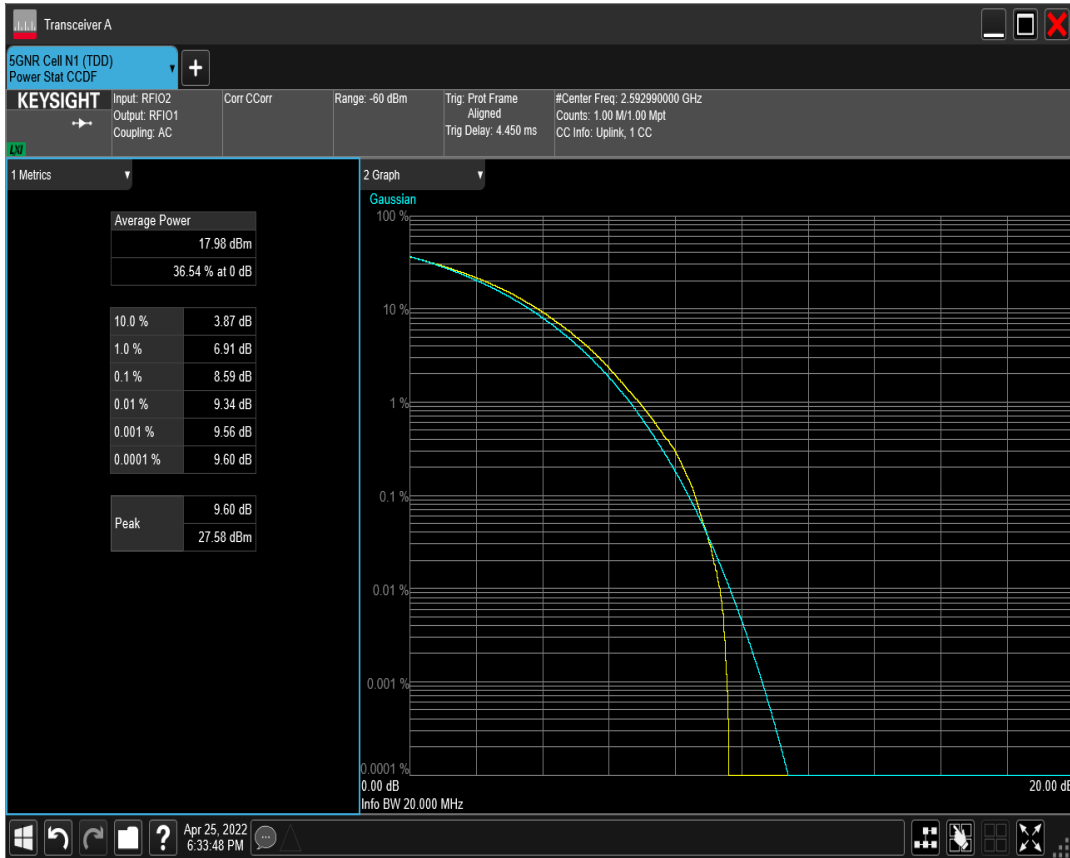 Transceiver A
5GNR Cell N1 (TDD)
Power Stat CCDF
+
KEYSIGHT
LXI
Input: RFIO2
Output: RFIO1
Coupling: AC
Corr CCorr
Range: -60 dBm
Trig: Prot Frame
Aligned
Trig Delay: 4.450 ms
#Center Freq: 2.592990000 GHz
Counts: 1.00 M/1.00 Mpt
CC Info: Uplink, 1 CC
1 Metrics
Average Power
17.98 dBm
36.54 % at 0 dB
10.0 % 3.87 dB
1.0 % 6.91 dB
0.1 % 8.59 dB
0.01 % 9.34 dB
0.001 % 9.56 dB
0.0001 % 9.60 dB
Peak 9.60 dB
27.58 dBm
2 Graph
Gaussian
100 %
10 %
1 %
0.1 %
0.01 %
0.001 %
0.0001 %
0.00 dB 20.00 dB
Info BW 20.000 MHz
? Apr 25, 2022
6:33:48 PM